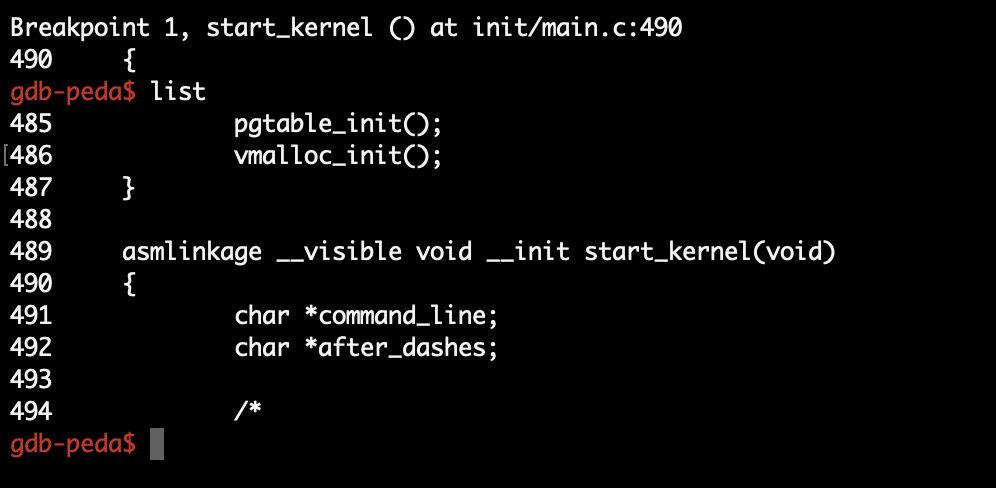 Breakpoint 1, start_kernel () at init/main.c:490
490     {
gdb-peda$ list
485             pgtable_init();
[486             vmalloc_init();
487     }
488
489     asmlinkage __visible void __init start_kernel(void)
490     {
491             char *command_line;
492             char *after_dashes;
493
494             /*
gdb-peda$